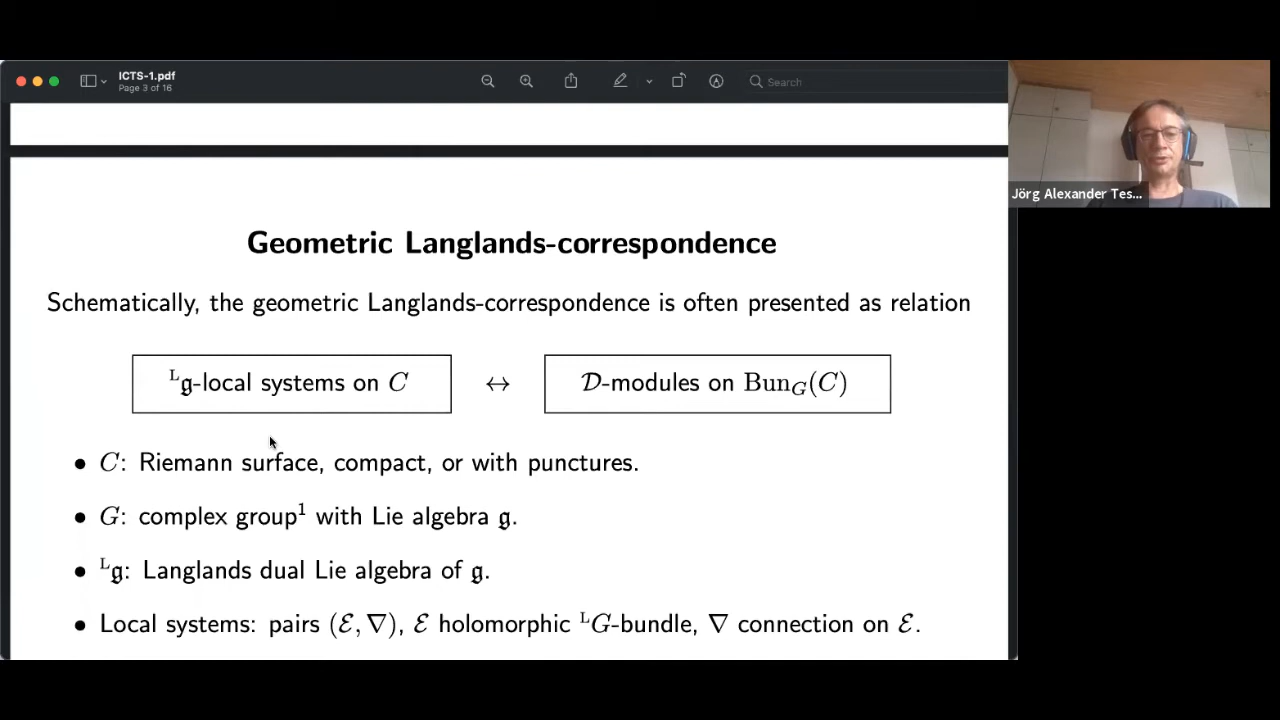 ICTS-1.pdf
Page 3 of 16
Search
Jörg Alexander Tes...
Geometric Langlands-correspondence
Schematically, the geometric Langlands-correspondence is often presented as relation
ᴸ𝔤-local systems on C ↔ 𝒟-modules on Bun_G(C)
• C: Riemann surface, compact, or with punctures.
• G: complex group¹ with Lie algebra 𝔤.
• ᴸ𝔤: Langlands dual Lie algebra of 𝔤.
• Local systems: pairs (ℰ, ∇), ℰ holomorphic ᴸG-bundle, ∇ connection on ℰ.